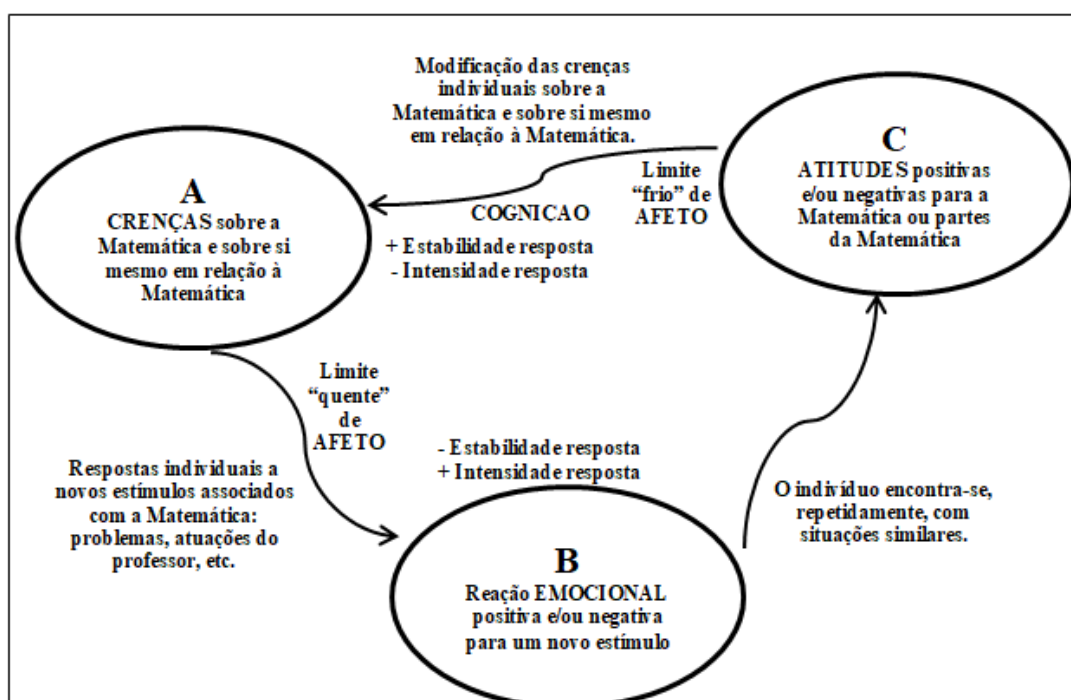 Modificação das crenças
individuais sobre a
Matemática e sobre si mesmo
em relação à Matemática.
A
CRENÇAS sobre a
Matemática e sobre si
mesmo em relação à
Matemática
COGNICAO
+ Estabilidade resposta
- Intensidade resposta
Limite
“frio” de
AFETO
C
ATITUDES positivas
e/ou negativas para a
Matemática ou partes
da Matemática
Limite
“quente”
de
AFETO
Respostas individuais a
novos estímulos associados
com a Matemática:
problemas, atuações do
professor, etc.
- Estabilidade resposta
+ Intensidade resposta
B
Reação EMOCIONAL
positiva e/ou negativa
para um novo estímulo
O indivíduo encontra-se,
repetidamente, com
situações similares.